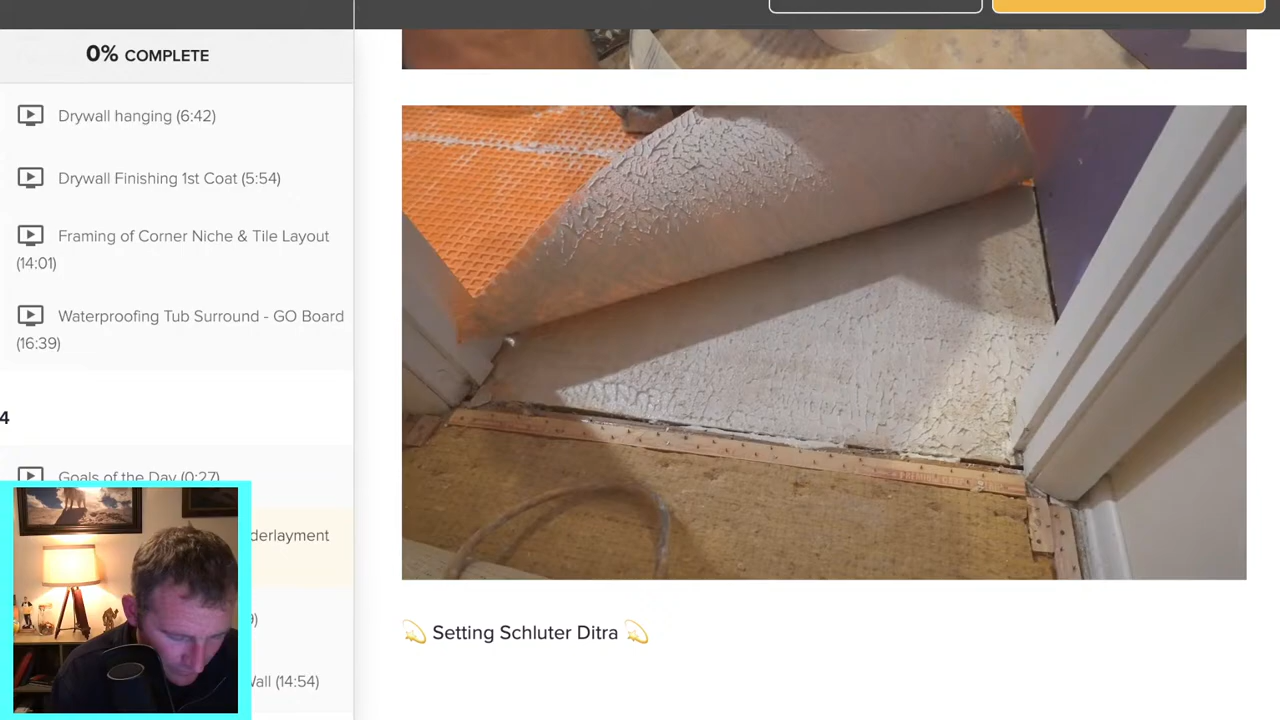 0% COMPLETE
Drywall hanging (6:42)
Drywall Finishing 1st Coat (5:54)
Framing of Corner Niche & Tile Layout
(14:01)
Waterproofing Tub Surround - GO Board
(16:39)
4
Goals of the Day (0:27)
(14:54)
💫 Setting Schluter Ditra 💫